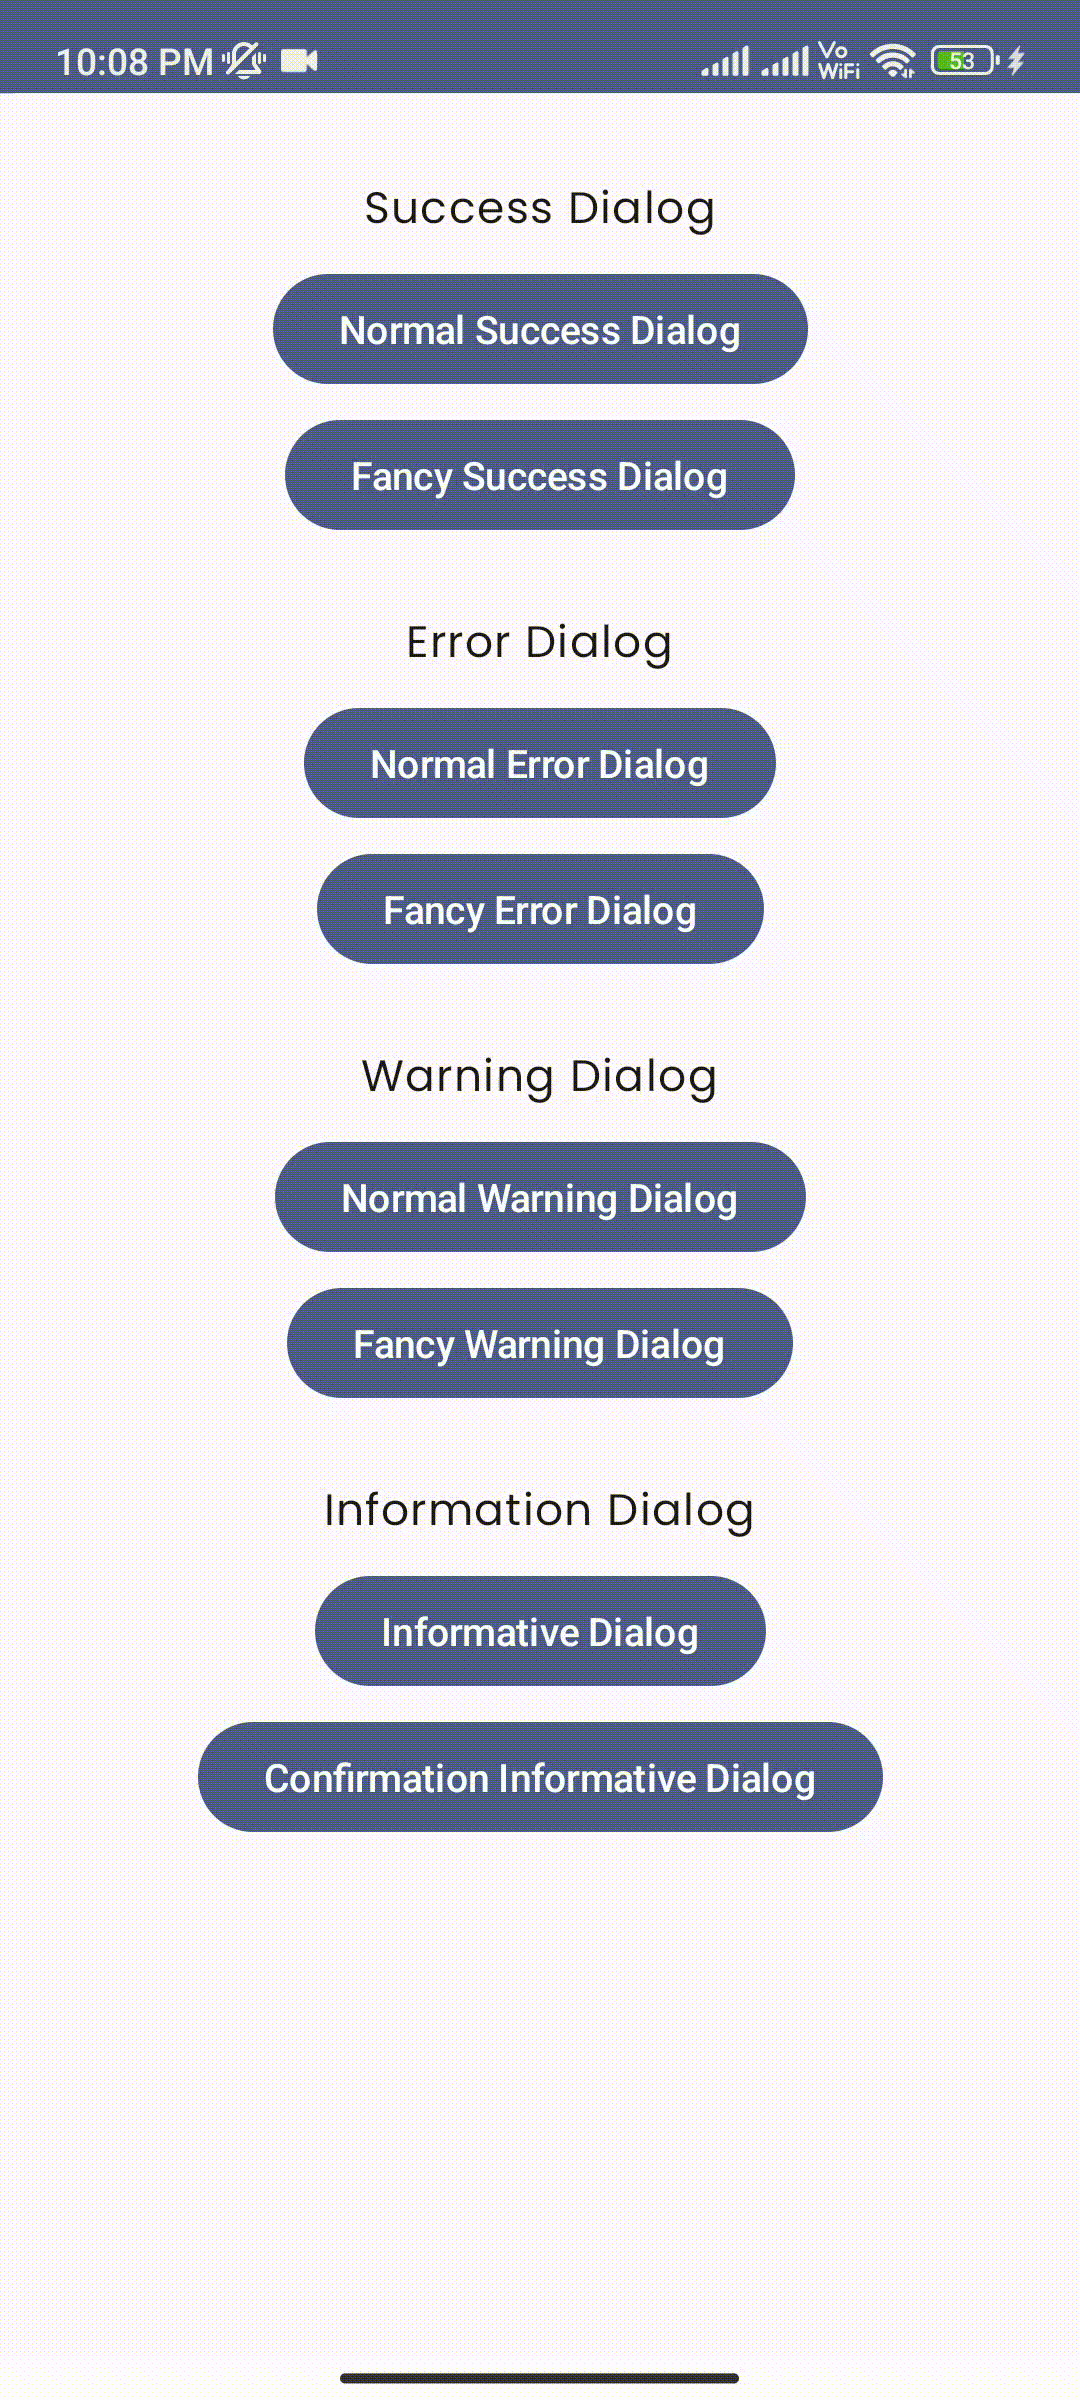 10:08 PM Vo WiFi 53
Success Dialog
Normal Success Dialog
Fancy Success Dialog
Error Dialog
Normal Error Dialog
Fancy Error Dialog
Warning Dialog
Normal Warning Dialog
Fancy Warning Dialog
Information Dialog
Informative Dialog
Confirmation Informative Dialog